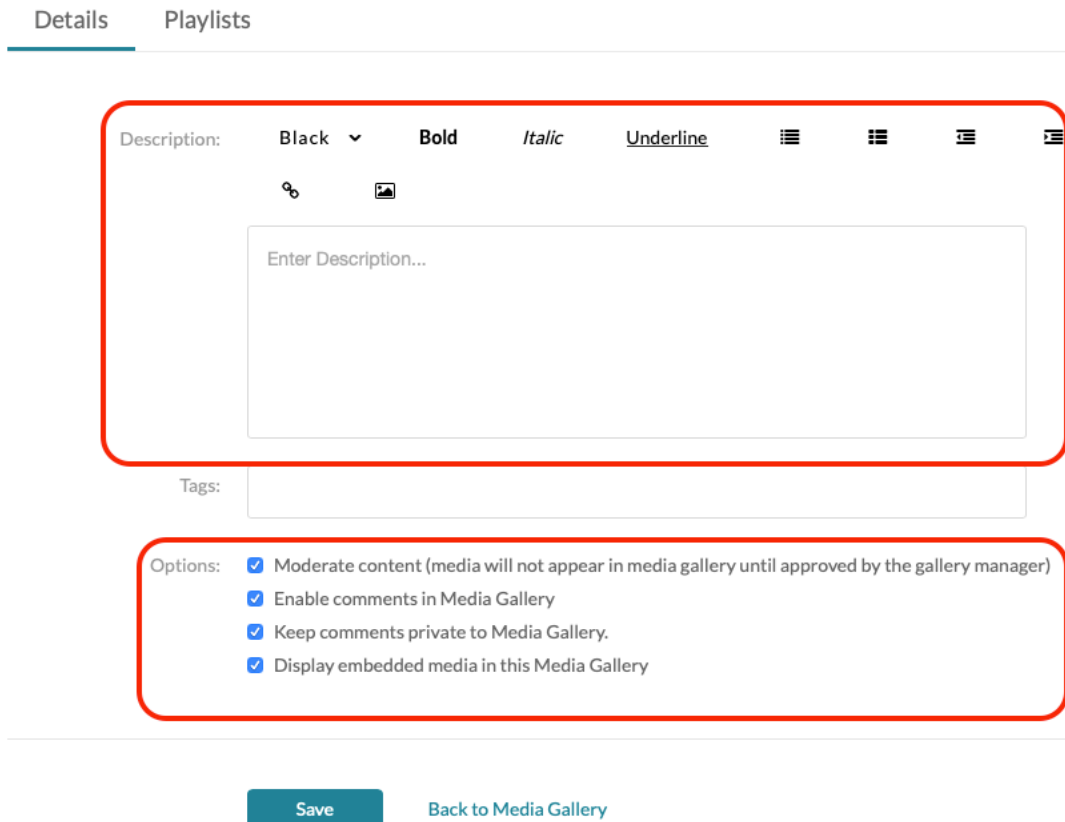 Details Playlists
Description: Black Bold Italic Underline
Enter Description...
Tags:
Options: Moderate content (media will not appear in media gallery until approved by the gallery manager)
Enable comments in Media Gallery
Keep comments private to Media Gallery.
Display embedded media in this Media Gallery
Save Back to Media Gallery